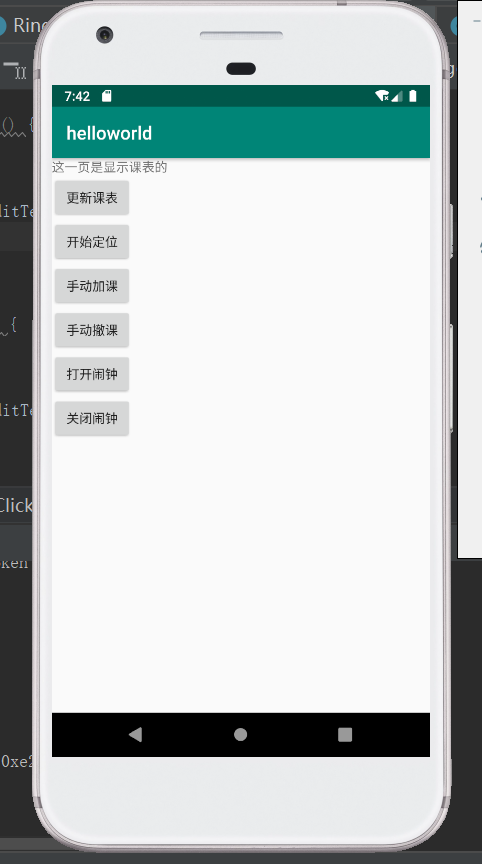 Ring
() {
ditTe
{
ditTe
Click
ken
0xe2
7:42
helloworld
这一页是显示课表的
更新课表
开始定位
手动加课
手动撤课
打开闹钟
关闭闹钟